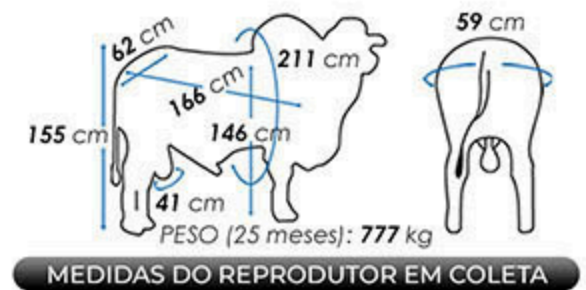 62 cm
59 cm
211 cm
166 cm
155 cm
146 cm
41 cm
PESO (25 meses): 777 kg
MEDIDAS DO REPRODUTOR EM COLETA